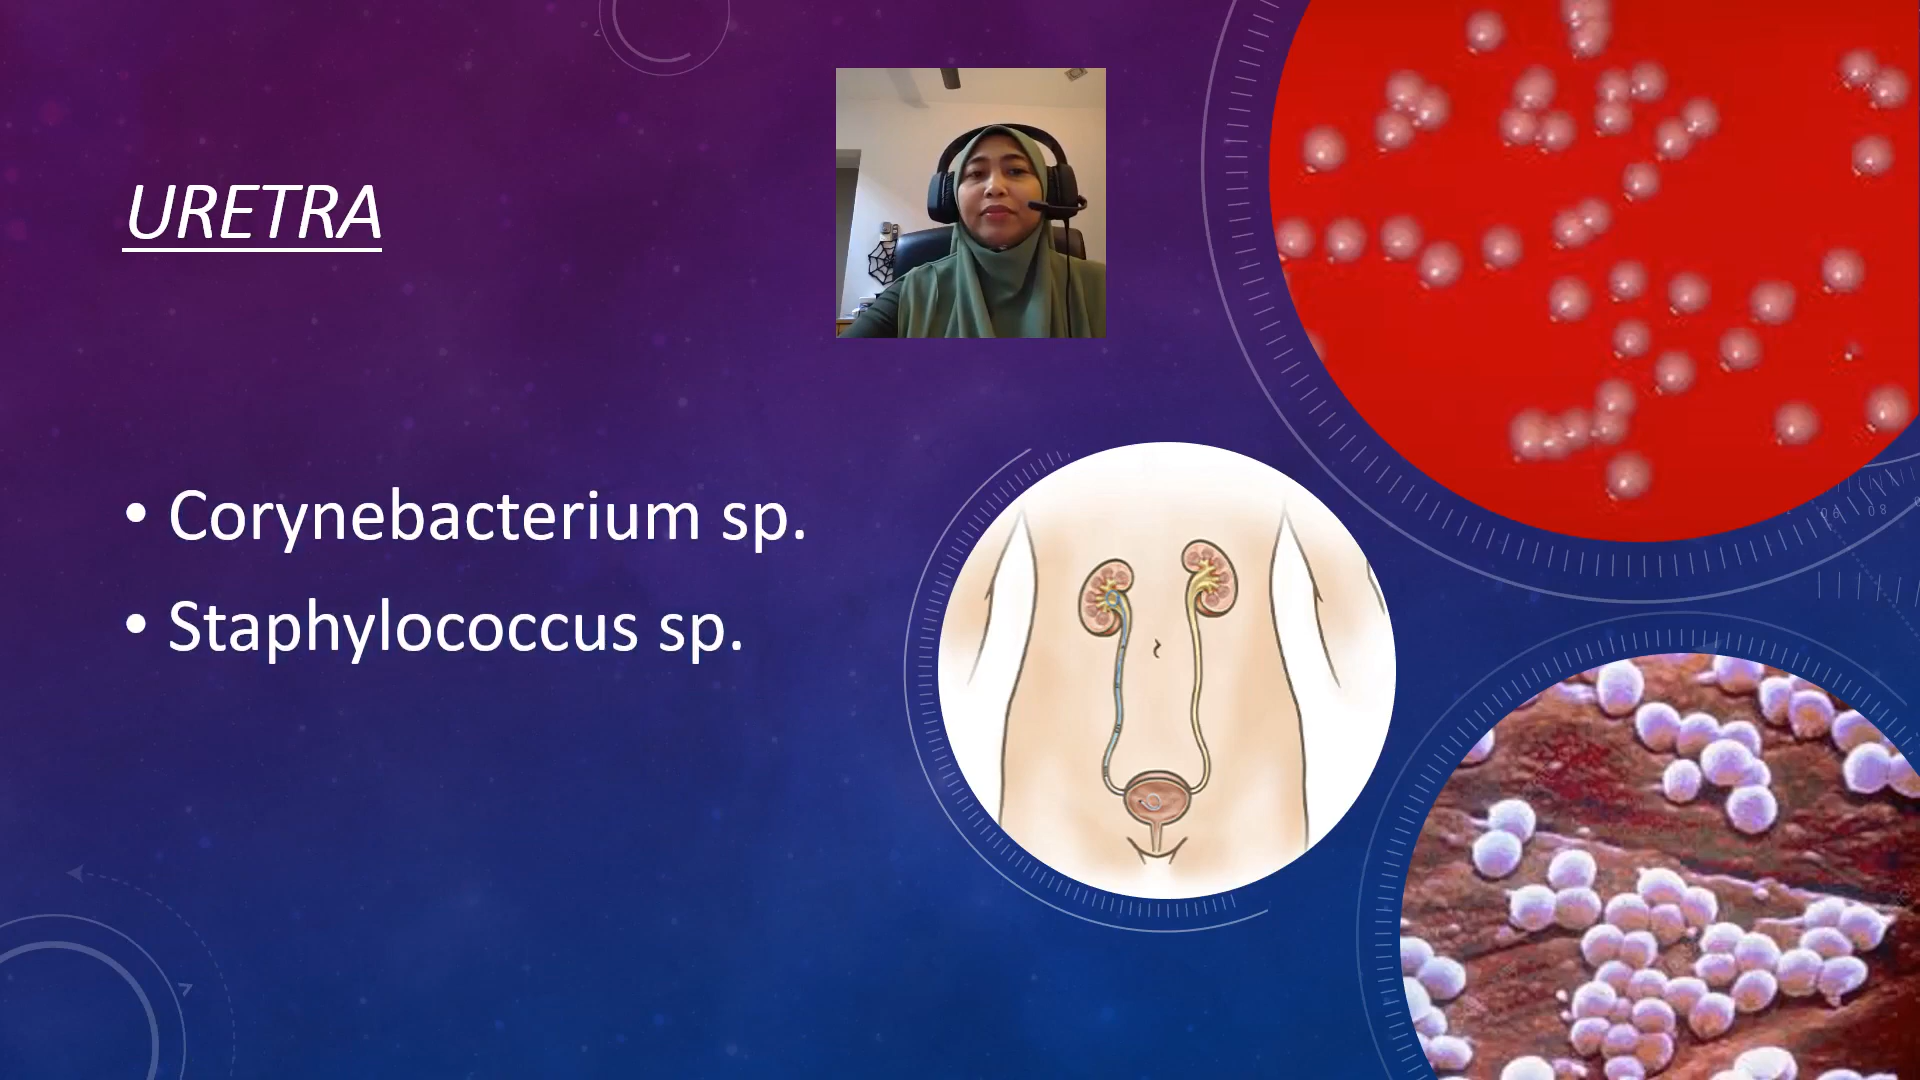 URETRA
• Corynebacterium sp.
• Staphylococcus sp.